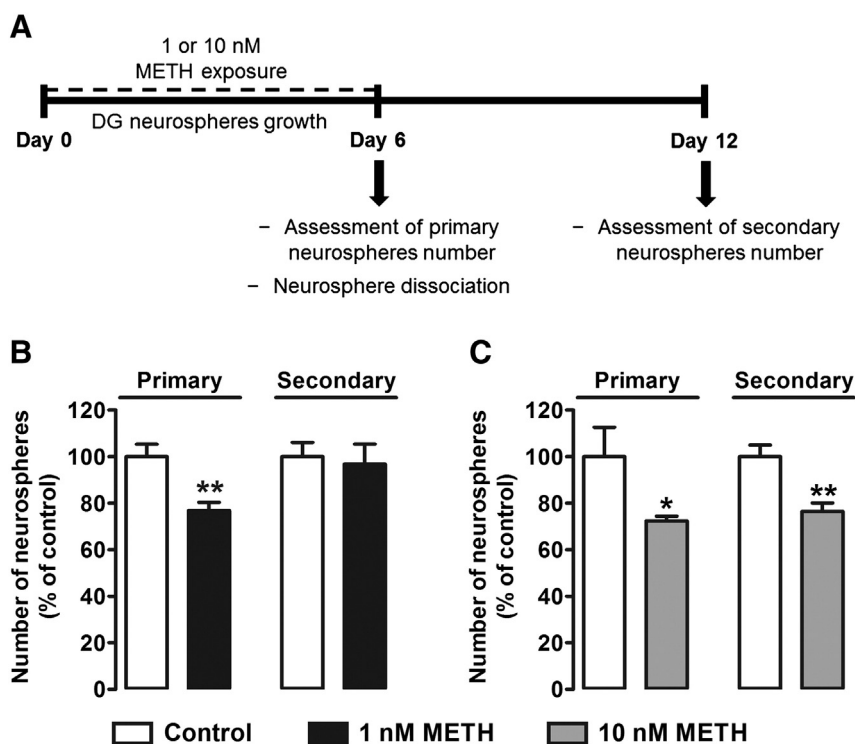 A
1 or 10 nM
METH exposure
DG neurospheres growth
Day 0
Day 6
Day 12
– Assessment of primary
neurospheres number
– Neurosphere dissociation
– Assessment of secondary
neurospheres number
B
Primary
Secondary
Number of neurospheres
(% of control)
120
100
80
60
40
20
0
**
C
Primary
Secondary
Number of neurospheres
(% of control)
120
100
80
60
40
20
0
*
**
Control
1 nM METH
10 nM METH